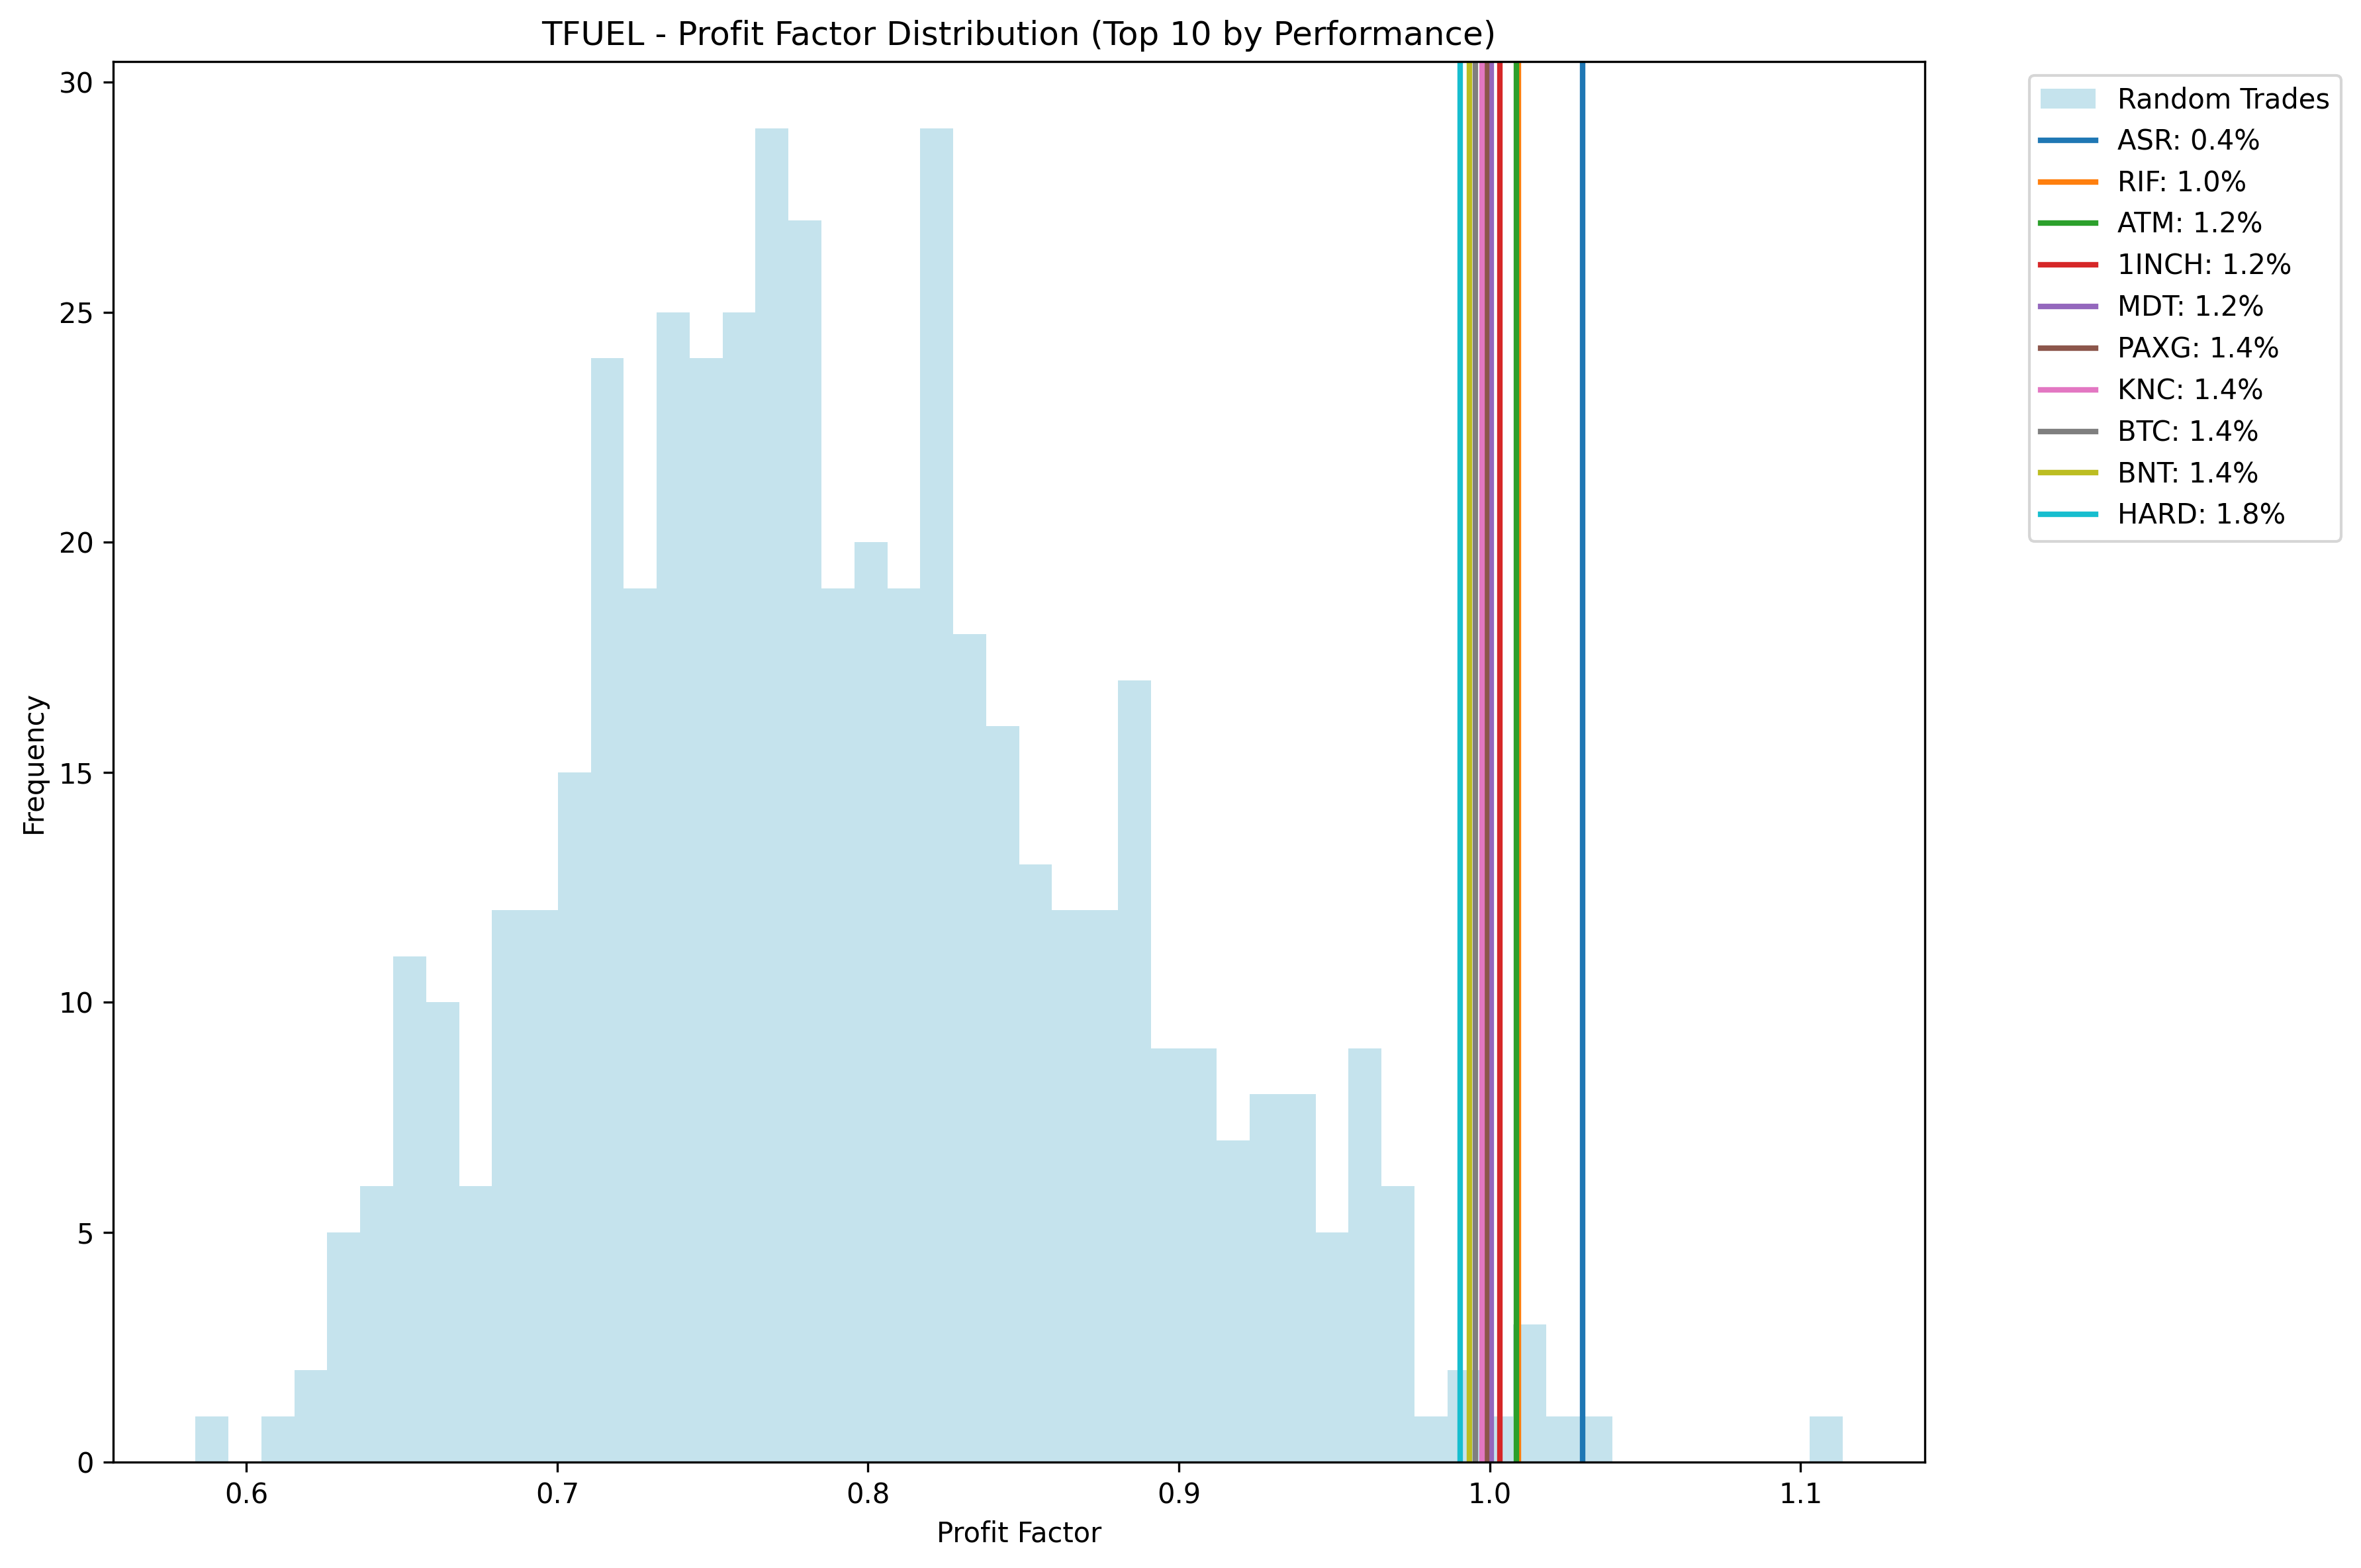 TFUEL - Profit Factor Distribution (Top 10 by Performance)
Frequency
30
25
20
15
10
5
0
0.6 0.7 0.8 0.9 1.0 1.1
Profit Factor
Random Trades
ASR: 0.4%
RIF: 1.0%
ATM: 1.2%
1INCH: 1.2%
MDT: 1.2%
PAXG: 1.4%
KNC: 1.4%
BTC: 1.4%
BNT: 1.4%
HARD: 1.8%